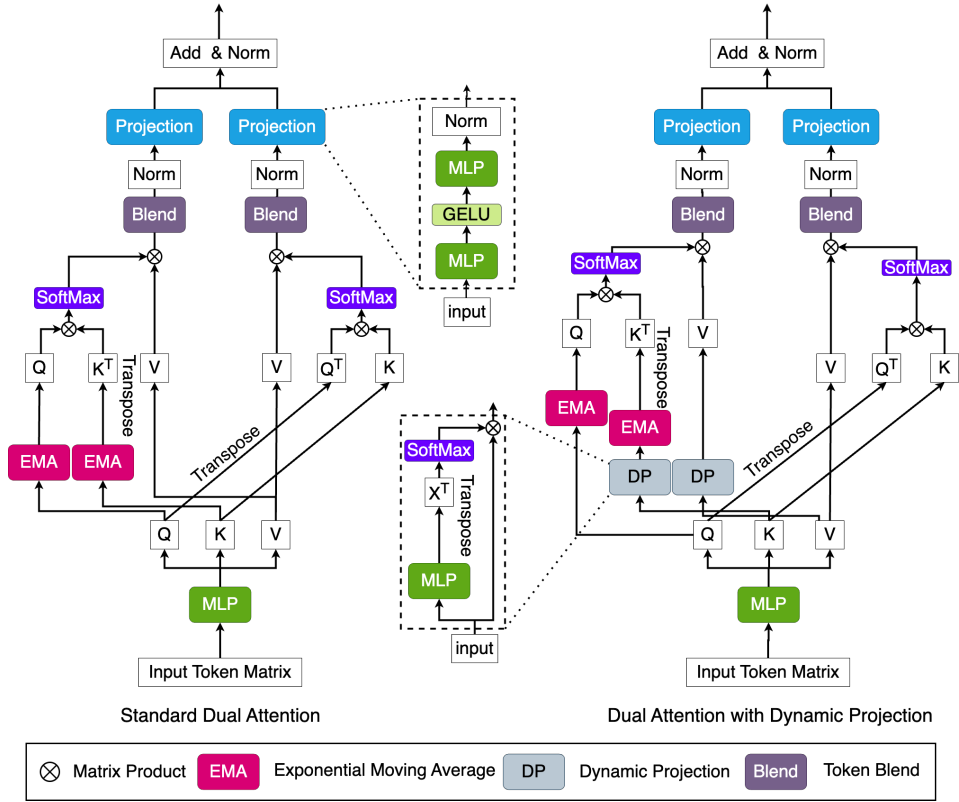 Add & Norm
Projection
Projection
Norm
Norm
Blend
Blend
SoftMax
SoftMax
Q
K^T
Transpose
V
V
Q^T
K
EMA
EMA
Transpose
Q
K
V
MLP
Input Token Matrix
Standard Dual Attention
Norm
MLP
GELU
MLP
input
SoftMax
X^T
Transpose
MLP
input
Add & Norm
Projection
Projection
Norm
Norm
Blend
Blend
SoftMax
SoftMax
Q
K^T
Transpose
V
V
Q^T
K
EMA
EMA
Transpose
DP
DP
Q
K
V
MLP
Input Token Matrix
Dual Attention with Dynamic Projection
Matrix Product
EMA
Exponential Moving Average
DP
Dynamic Projection
Blend
Token Blend